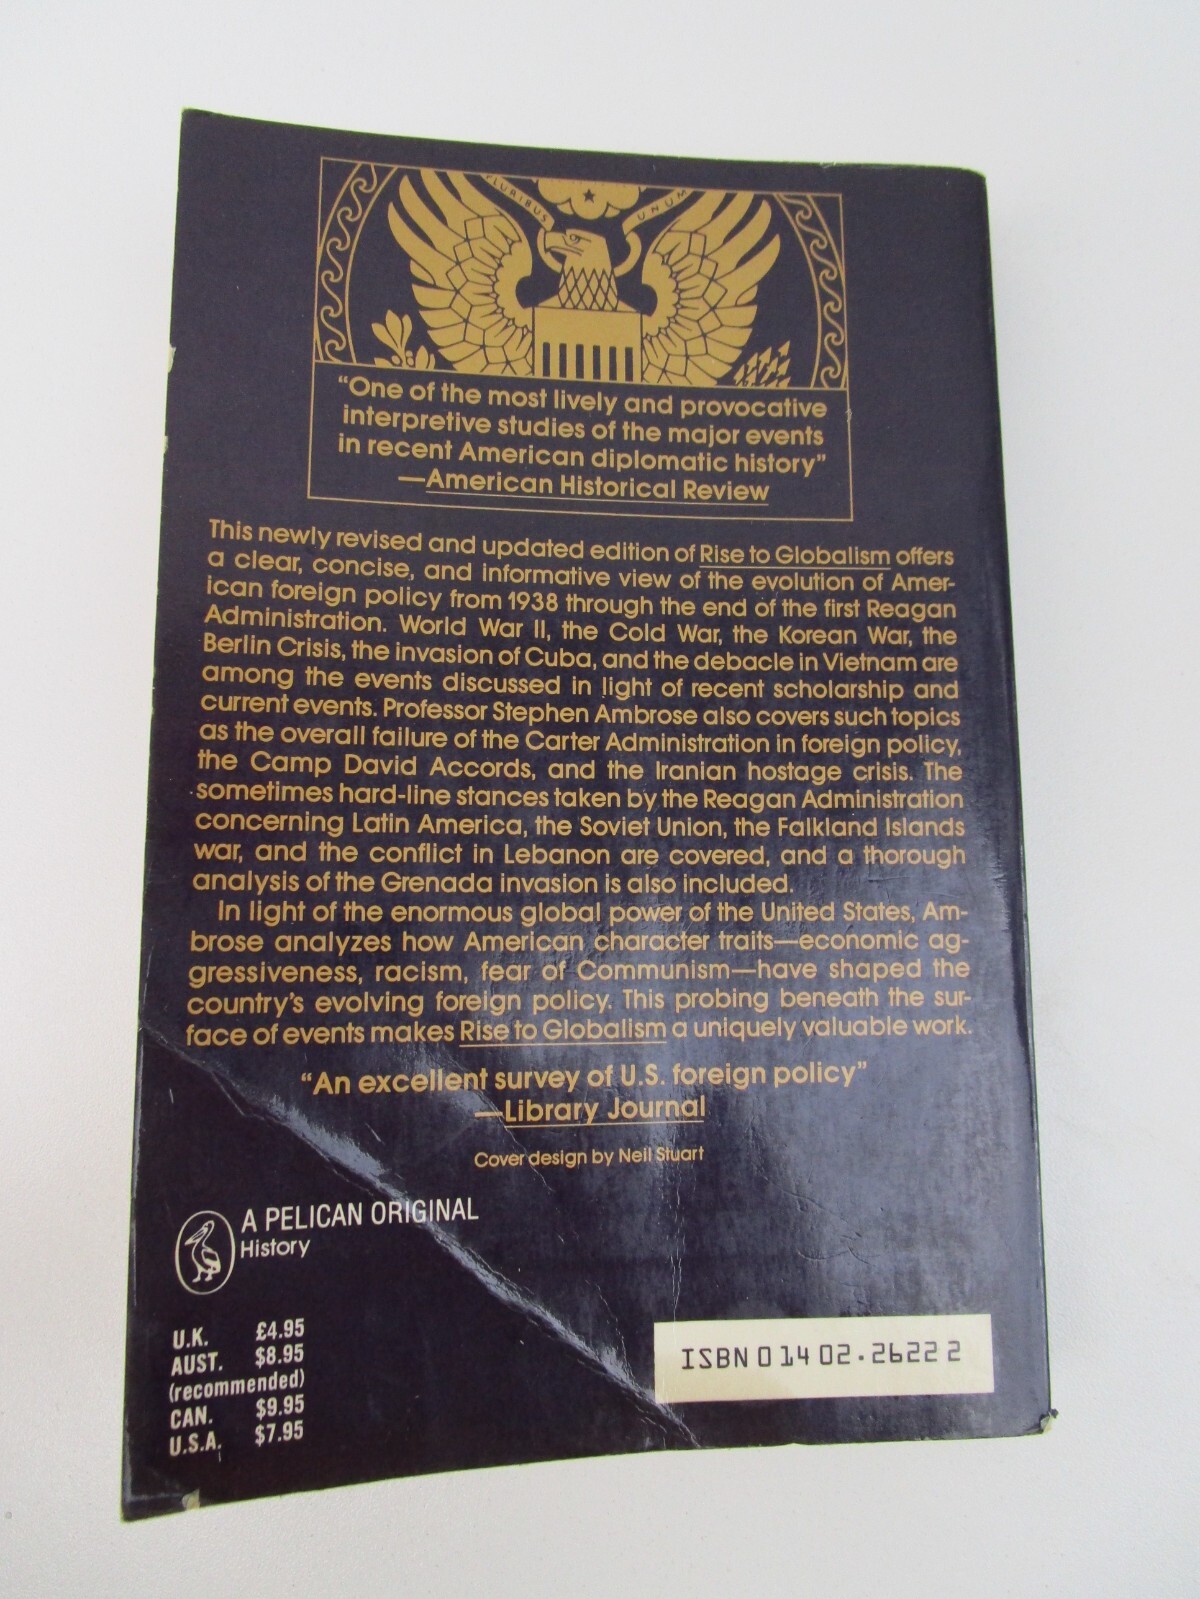 PLURIBUS UNUM
“One of the most lively and provocative
interpretive studies of the major events
in recent American diplomatic history”
—American Historical Review
This newly revised and updated edition of Rise to Globalism offers
a clear, concise, and informative view of the evolution of Amer-
ican foreign policy from 1938 through the end of the first Reagan
Administration. World War II, the Cold War, the Korean War, the
Berlin Crisis, the invasion of Cuba, and the debacle in Vietnam are
among the events discussed in light of recent scholarship and
current events. Professor Stephen Ambrose also covers such topics
as the overall failure of the Carter Administration in foreign policy,
the Camp David Accords, and the Iranian hostage crisis. The
sometimes hard-line stances taken by the Reagan Administration
concerning Latin America, the Soviet Union, the Falkland Islands
war, and the conflict in Lebanon are covered, and a thorough
analysis of the Grenada invasion is also included.
In light of the enormous global power of the United States, Am-
brose analyzes how American character traits—economic ag-
gressiveness, racism, fear of Communism—have shaped the
country’s evolving foreign policy. This probing beneath the sur-
face of events makes Rise to Globalism a uniquely valuable work.
“An excellent survey of U.S. foreign policy”
—Library Journal
Cover design by Neil Stuart
A PELICAN ORIGINAL
History
U.K. £4.95
AUST. $8.95
(recommended)
CAN. $9.95
U.S.A. $7.95
ISBN 0 14 02.2622 2